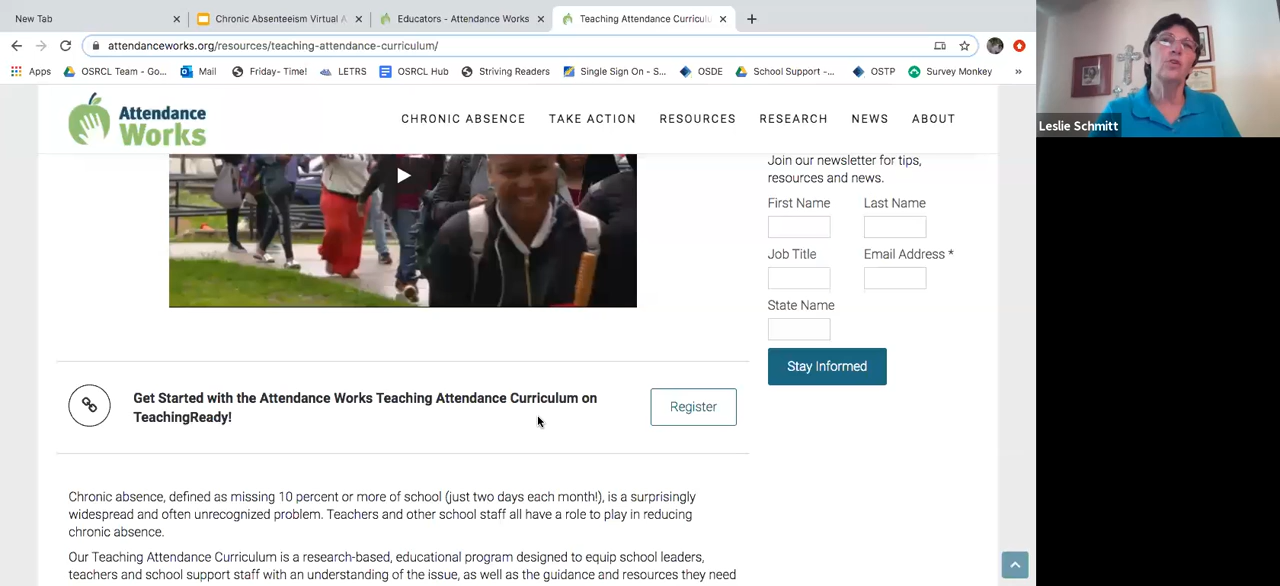 New Tab
Chronic Absenteeism Virtual A
Educators - Attendance Works
Teaching Attendance Curricul
attendanceworks.org/resources/teaching-attendance-curriculum/
Apps
OSRCL Team - Go...
Mail
Friday- Time!
LETRS
OSRCL Hub
Striving Readers
Single Sign On - S...
OSDE
School Support -...
OSTP
Survey Monkey
»
Attendance
Works
CHRONIC ABSENCE
TAKE ACTION
RESOURCES
RESEARCH
NEWS
ABOUT
Leslie Schmitt
Join our newsletter for tips,
resources and news.
First Name
Last Name
Job Title
Email Address *
State Name
Stay Informed
Get Started with the Attendance Works Teaching Attendance Curriculum on
TeachingReady!
Register
Chronic absence, defined as missing 10 percent or more of school (just two days each month!), is a surprisingly
widespread and often unrecognized problem. Teachers and other school staff all have a role to play in reducing
chronic absence.
Our Teaching Attendance Curriculum is a research-based, educational program designed to equip school leaders,
teachers and school support staff with an understanding of the issue, as well as the guidance and resources they need